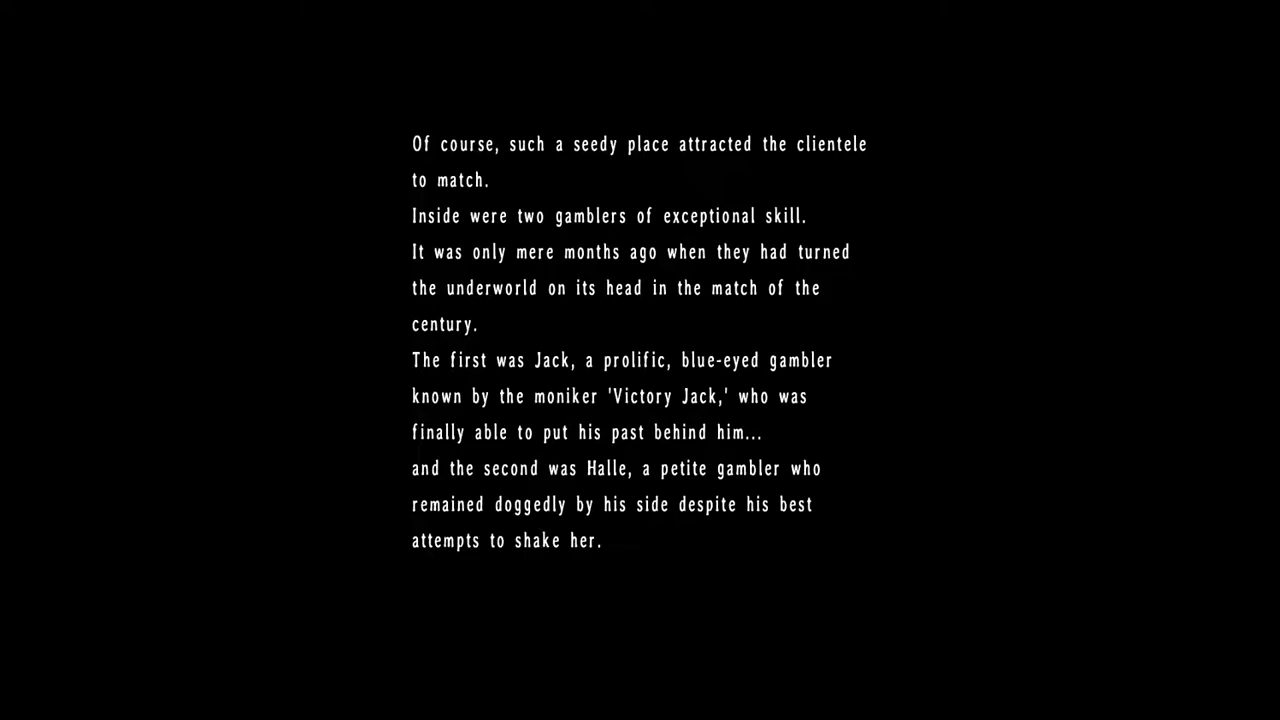 Of course, such a seedy place attracted the clientele
to match.
Inside were two gamblers of exceptional skill.
It was only mere months ago when they had turned
the underworld on its head in the match of the
century.
The first was Jack, a prolific, blue-eyed gambler
known by the moniker 'Victory Jack,' who was
finally able to put his past behind him...
and the second was Halle, a petite gambler who
remained doggedly by his side despite his best
attempts to shake her.